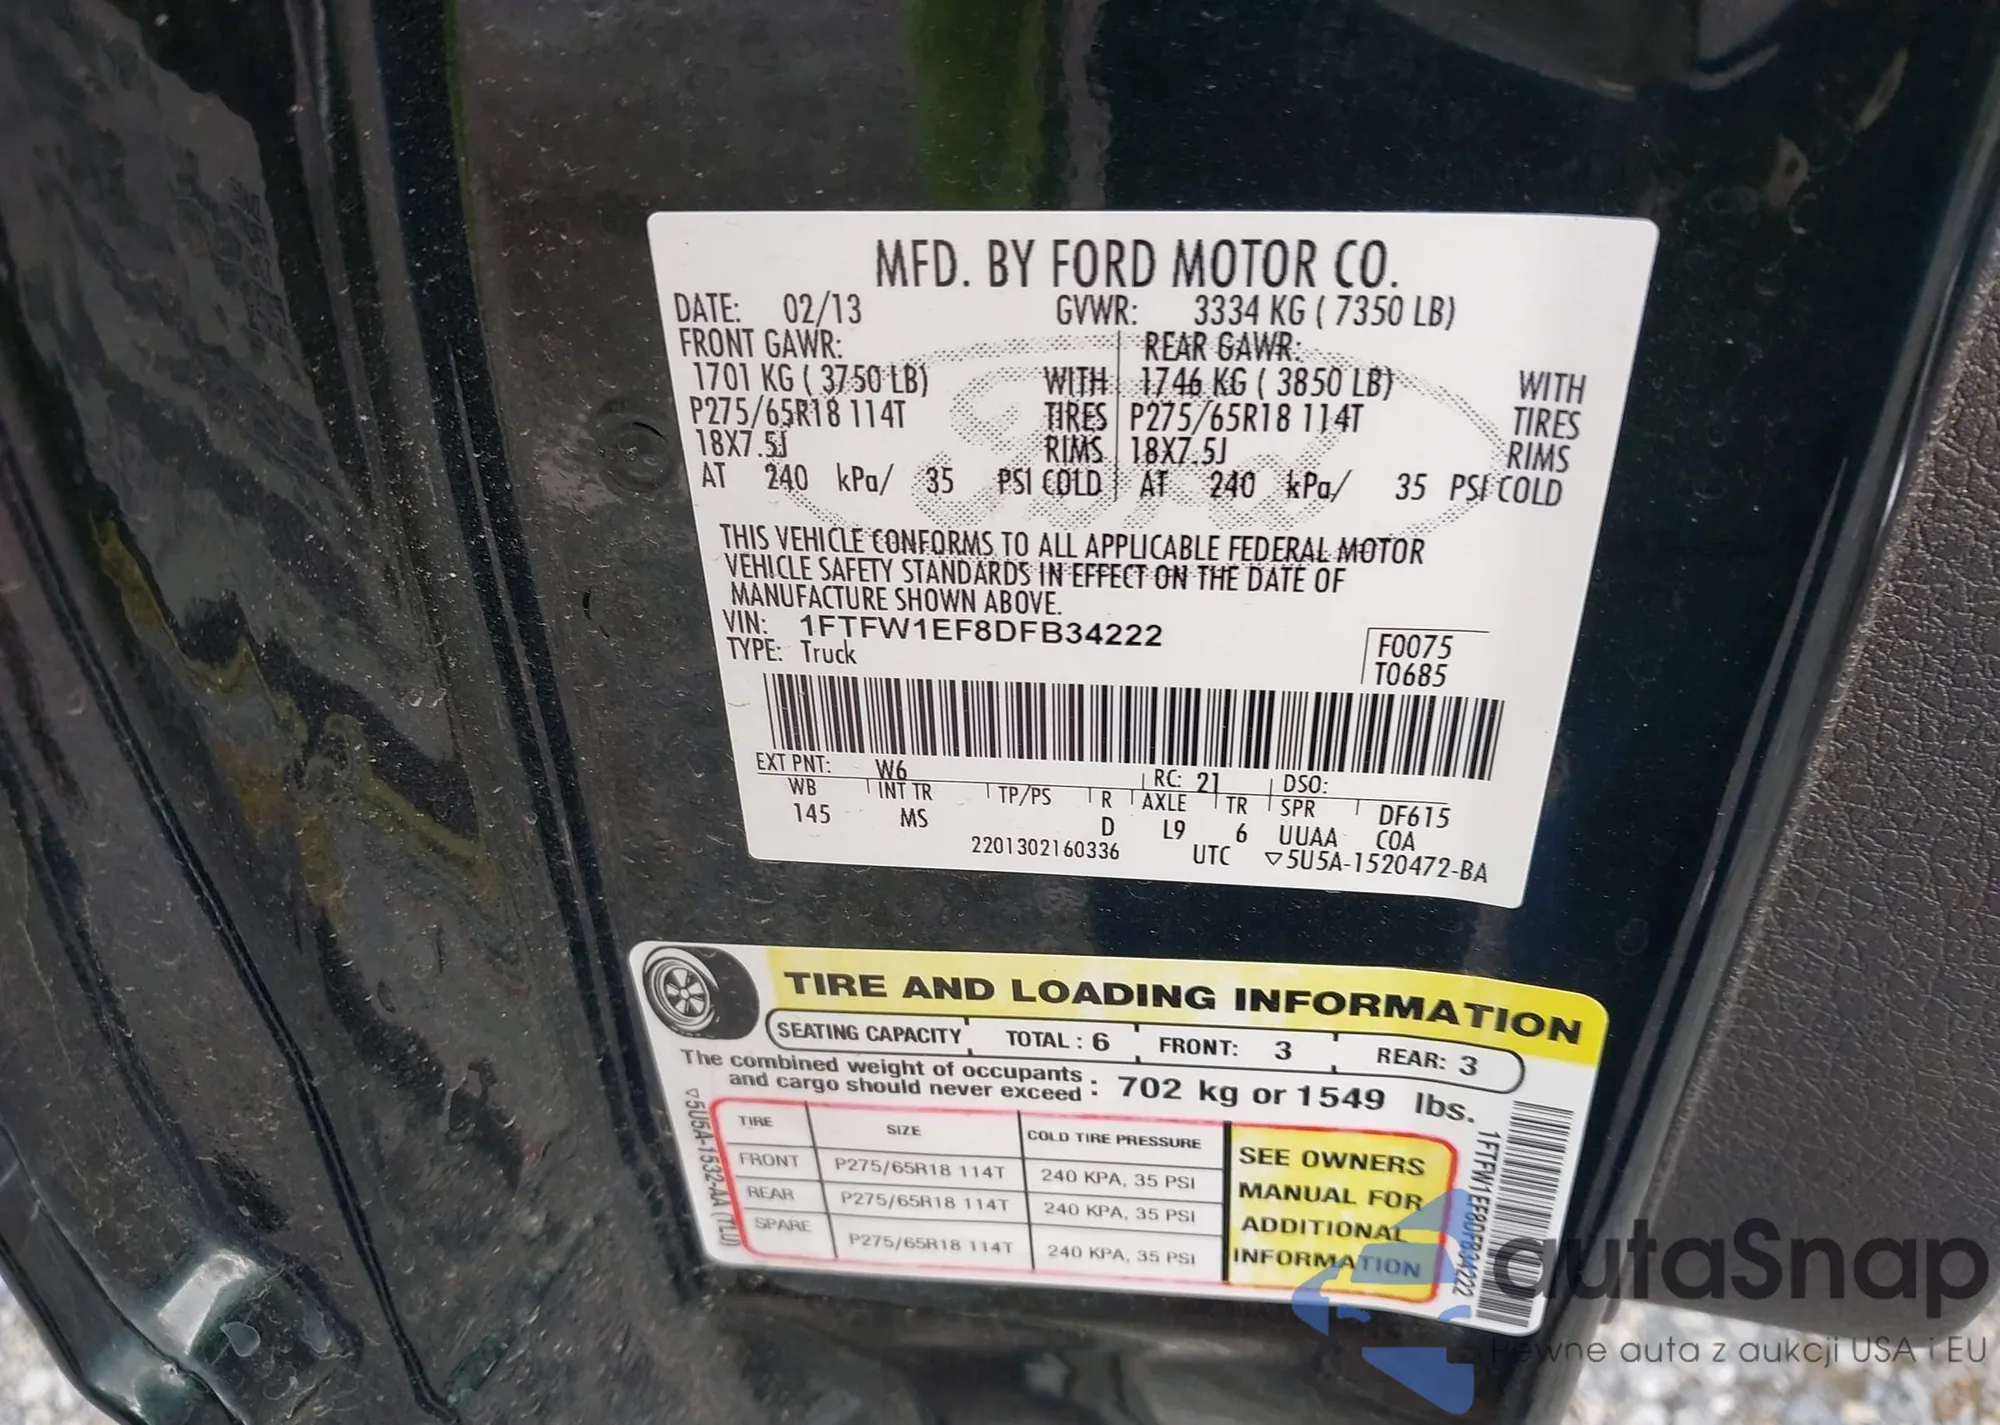 MFD. BY FORD MOTOR CO.
DATE: 02/13 GVWR: 3334 KG ( 7350 LB)
FRONT GAWR: REAR GAWR:
1701 KG ( 3750 LB) WITH 1746 KG ( 3850 LB) WITH
P275/65R18 114T TIRES P275/65R18 114T TIRES
18X7.5J RIMS 18X7.5J RIMS
AT 240 kPa/ 35 PSI COLD AT 240 kPa/ 35 PSI COLD
Ford
THIS VEHICLE CONFORMS TO ALL APPLICABLE FEDERAL MOTOR
VEHICLE SAFETY STANDARDS IN EFFECT ON THE DATE OF
MANUFACTURE SHOWN ABOVE.
VIN: 1FTFW1EF8DFB34222
TYPE: Truck
F0075
T0685
EXT PNT: W6 RC: 21 DSO:
WB INT TR TP/PS R AXLE TR SPR DF615
145 MS D L9 6 UUAA COA
2201302160336 UTC ▽5U5A-1520472-BA
TIRE AND LOADING INFORMATION
SEATING CAPACITY TOTAL : 6 FRONT: 3 REAR: 3
The combined weight of occupants
and cargo should never exceed : 702 kg or 1549 lbs.
TIRE SIZE COLD TIRE PRESSURE
FRONT P275/65R18 114T 240 KPA, 35 PSI
REAR P275/65R18 114T 240 KPA, 35 PSI
SPARE P275/65R18 114T 240 KPA, 35 PSI
SEE OWNERS
MANUAL FOR
ADDITIONAL
INFORMATION
▽5U5A-1532-AA (TLU)
1FTFW1EF8DFB34222
autaSnap
Pewne auta z aukcji USA i EU